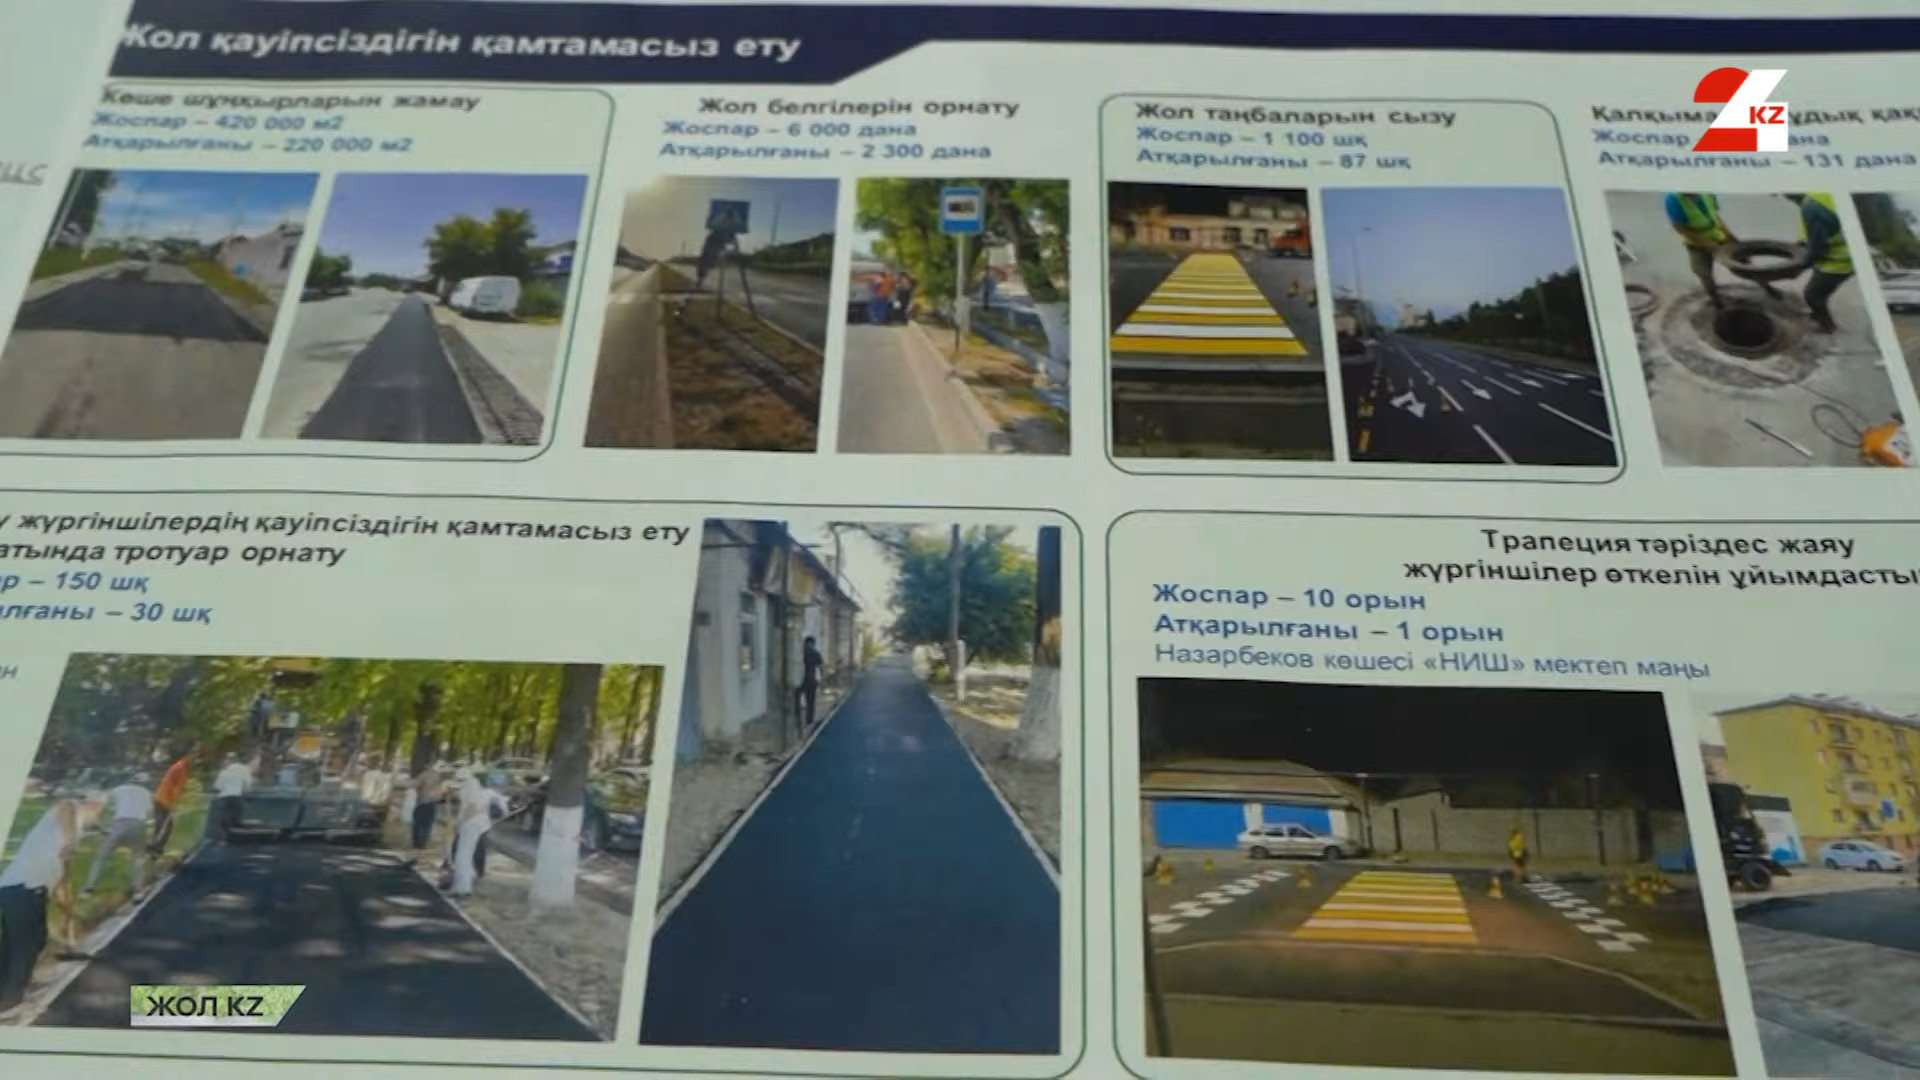 Жол қауіпсіздігін қамтамасыз ету
Көше шұңқырларын жамау
Жоспар – 420 000 м2
Атқарылғаны – 220 000 м2
Жол белгілерін орнату
Жоспар – 6 000 дана
Атқарылғаны – 2 300 дана
Жол таңбаларын сызу
Жоспар – 1 100 шқ
Атқарылғаны – 87 шқ
Жоспар
Атқарылғаны – 131 дана
24 KZ
жүргіншілердің қауіпсіздігін қамтамасыз ету
тротуар орнату
– 150 шқ
– 30 шқ
Трапеция тәріздес жаяу
жүргіншілер өткелін
Жоспар – 10 орын
Атқарылғаны – 1 орын
Назарбеков көшесі «НИШ» мектеп маңы
ЖОЛ KZ